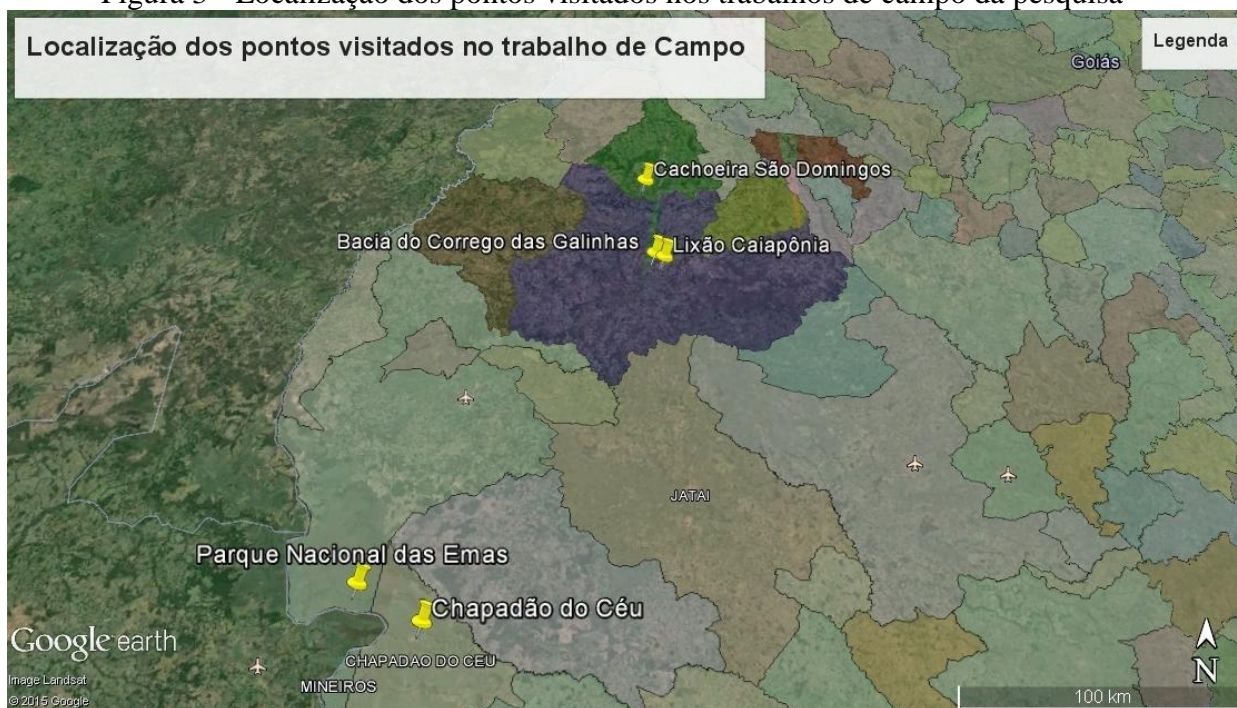 Figura 3 - Localização dos pontos visitados nos trabalhos de campo da pesquisa
Localização dos pontos visitados no trabalho de Campo
Legenda
Goiás
Cachoeira São Domingos
Bacia do Corrego das Galinhas
Lixão Caiapônia
JATAI
Parque Nacional das Emas
Chapadão do Céu
Google earth
CHAPADAO DO CEU
MINEIROS
Image Landsat
© 2015 Google
N
100 km